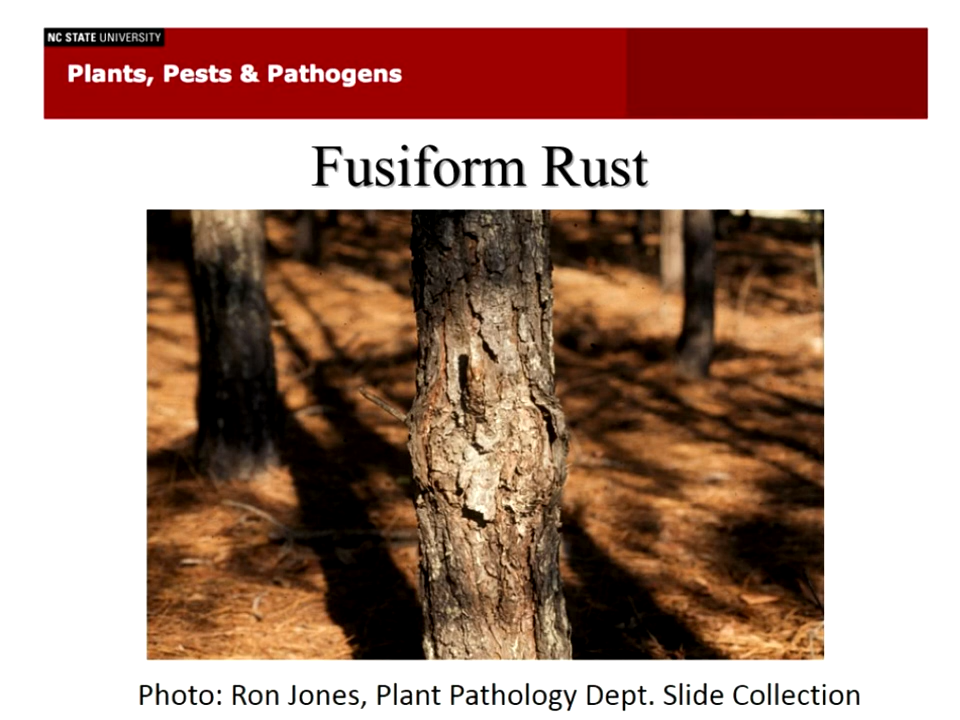 NC STATE UNIVERSITY
Plants, Pests & Pathogens
Fusiform Rust
Photo: Ron Jones, Plant Pathology Dept. Slide Collection